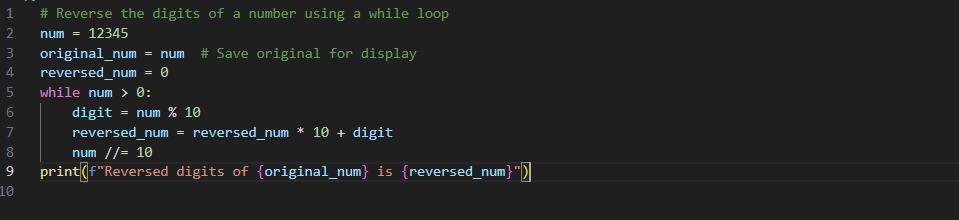 1 # Reverse the digits of a number using a while loop
2 num = 12345
3 original_num = num  # Save original for display
4 reversed_num = 0
5 while num > 0:
6     digit = num % 10
7     reversed_num = reversed_num * 10 + digit
8     num //= 10
9 print(f"Reversed digits of {original_num} is {reversed_num}")
10